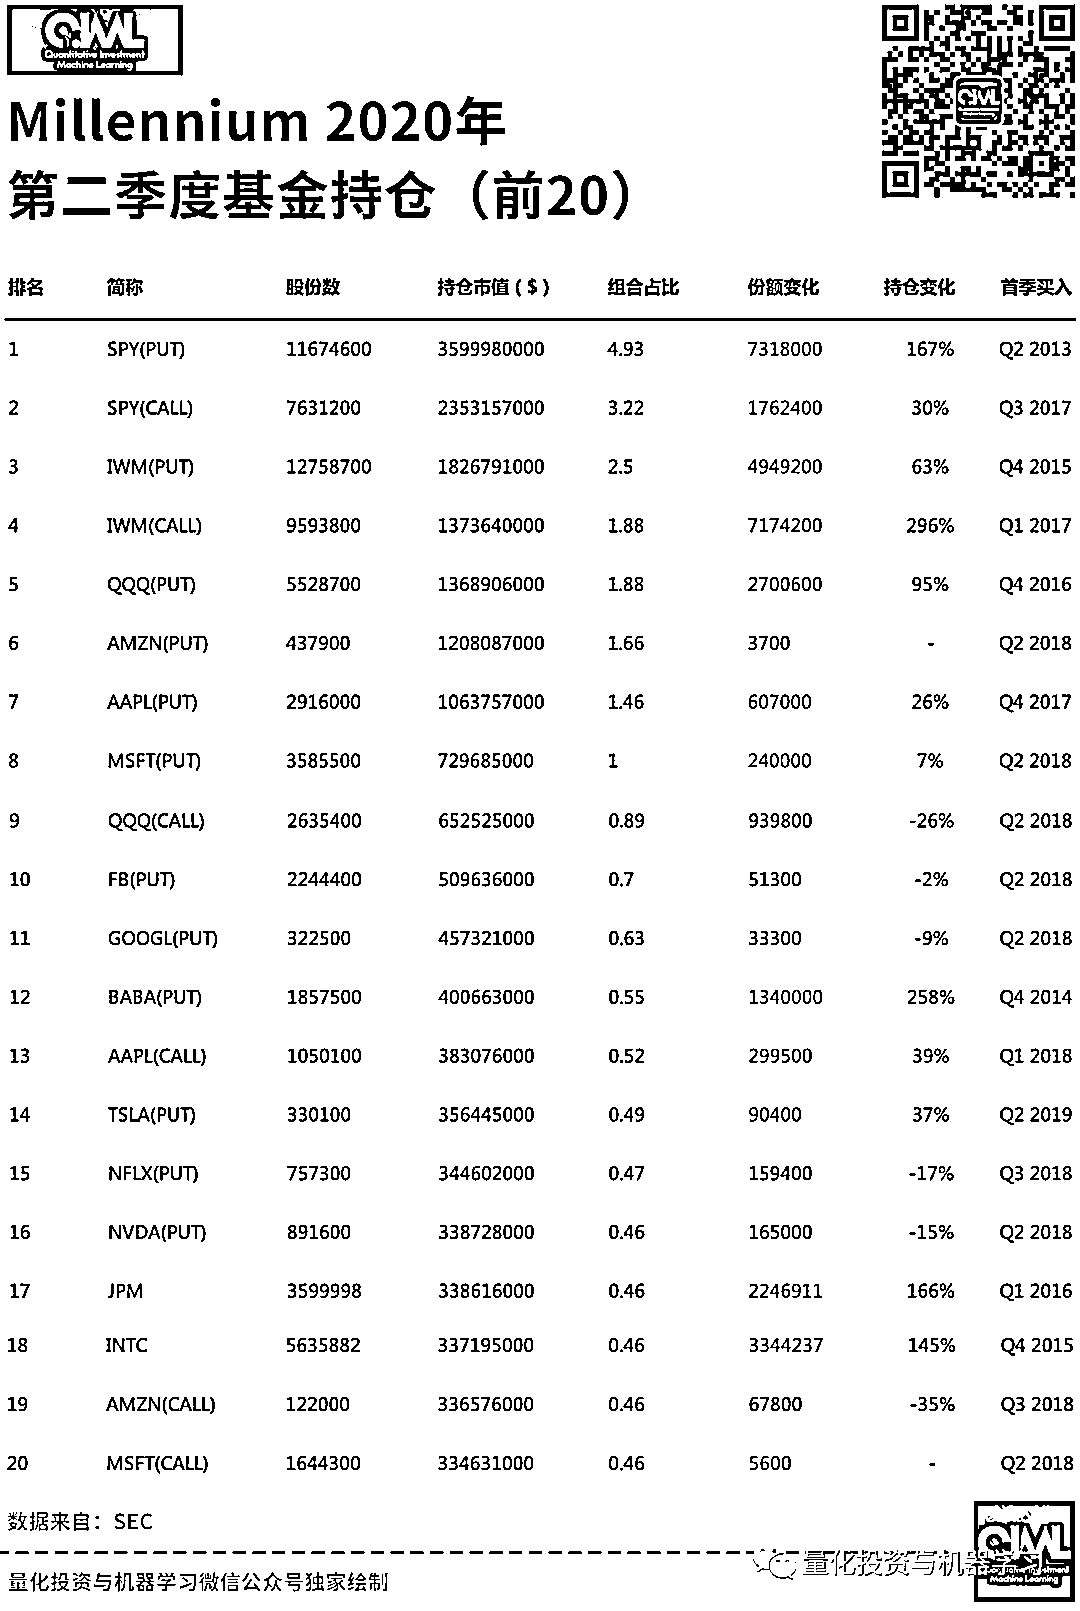 QIML
Quantitative Investment
Machine Learning
Millennium 2020年
第二季度基金持仓（前20）
排名 简称 股份数 持仓市值（$） 组合占比 份额变化 持仓变化 首季买入
1 SPY(PUT) 11674600 3599980000 4.93 7318000 167% Q2 2013
2 SPY(CALL) 7631200 2353157000 3.22 1762400 30% Q3 2017
3 IWM(PUT) 12758700 1826791000 2.5 4949200 63% Q4 2015
4 IWM(CALL) 9593800 1373640000 1.88 7174200 296% Q1 2017
5 QQQ(PUT) 5528700 1368906000 1.88 2700600 95% Q4 2016
6 AMZN(PUT) 437900 1208087000 1.66 3700 - Q2 2018
7 AAPL(PUT) 2916000 1063757000 1.46 607000 26% Q4 2017
8 MSFT(PUT) 3585500 729685000 1 240000 7% Q2 2018
9 QQQ(CALL) 2635400 652525000 0.89 939800 -26% Q2 2018
10 FB(PUT) 2244400 509636000 0.7 51300 -2% Q2 2018
11 GOOGL(PUT) 322500 457321000 0.63 33300 -9% Q2 2018
12 BABA(PUT) 1857500 400663000 0.55 1340000 258% Q4 2014
13 AAPL(CALL) 1050100 383076000 0.52 299500 39% Q1 2018
14 TSLA(PUT) 330100 356445000 0.49 90400 37% Q2 2019
15 NFLX(PUT) 757300 344602000 0.47 159400 -17% Q3 2018
16 NVDA(PUT) 891600 338728000 0.46 165000 -15% Q2 2018
17 JPM 3599998 338616000 0.46 2246911 166% Q1 2016
18 INTC 5635882 337195000 0.46 3344237 145% Q4 2015
19 AMZN(CALL) 122000 336576000 0.46 67800 -35% Q3 2018
20 MSFT(CALL) 1644300 334631000 0.46 5600 - Q2 2018
数据来自：SEC
量化投资与机器学习
QIML
Machine Learning
量化投资与机器学习微信公众号独家绘制